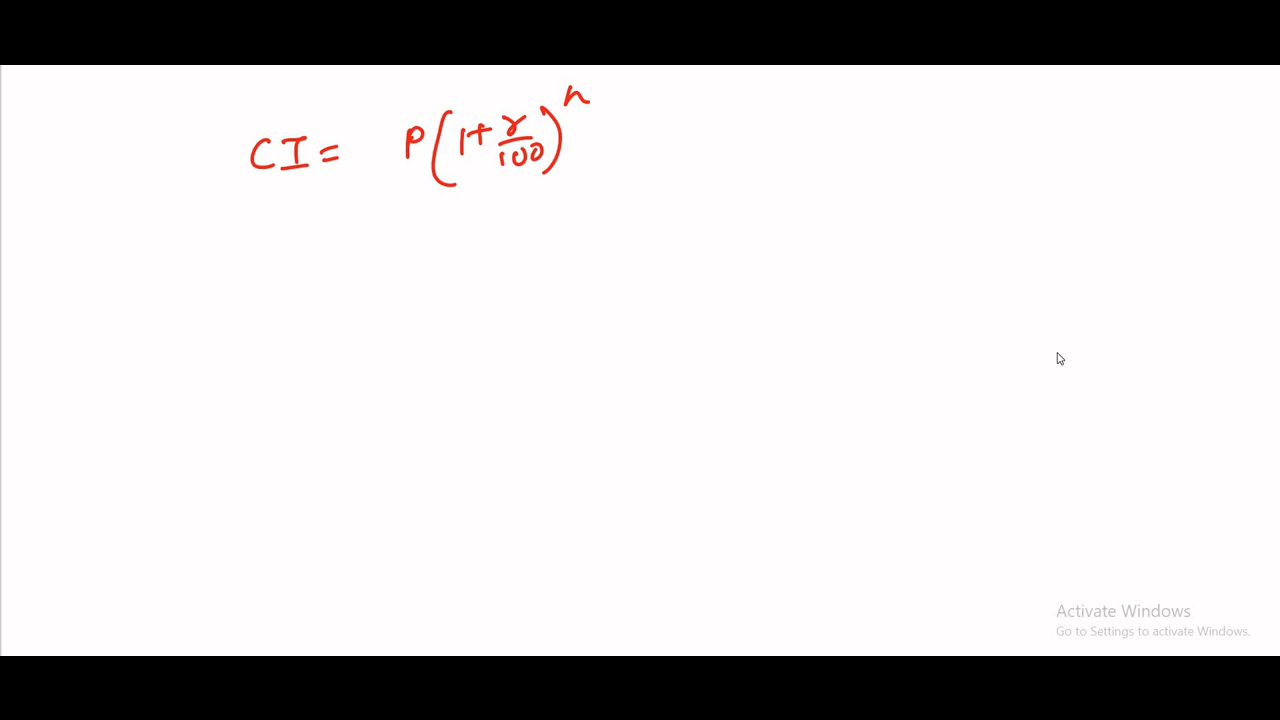 CI = P(1+r/100)^n
Activate Windows
Go to Settings to activate Windows.